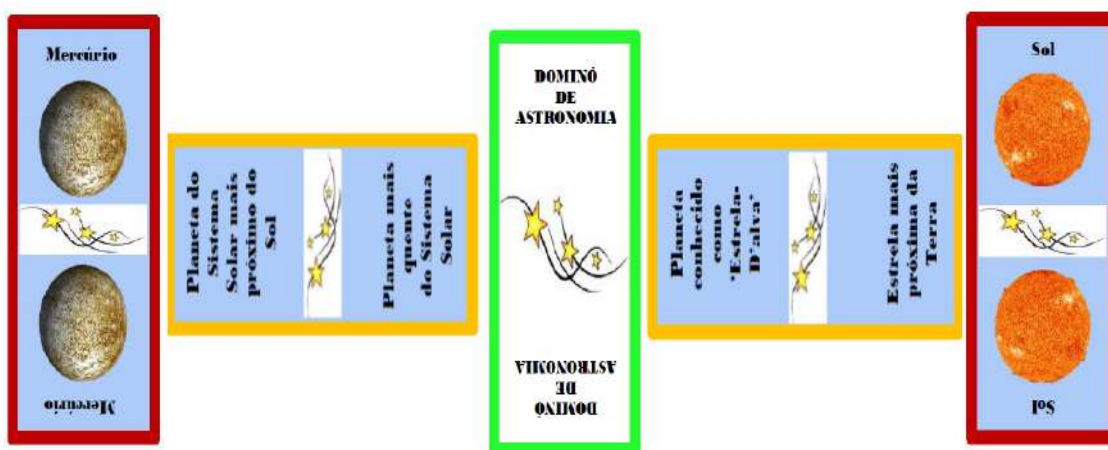 Mercúrio
Mercúrio
Planeta do
Sistema
Solar mais
próximo do
Sol
Planeta mais
quente
do Sistema
Solar
DOMINÓ
DE
ASTRONOMIA
DOMINÓ
DE
ASTRONOMIA
Planeta
conhecido
como
"Estrela-
D'alva"
Estrela mais
próxima da
Terra
Sol
Sol